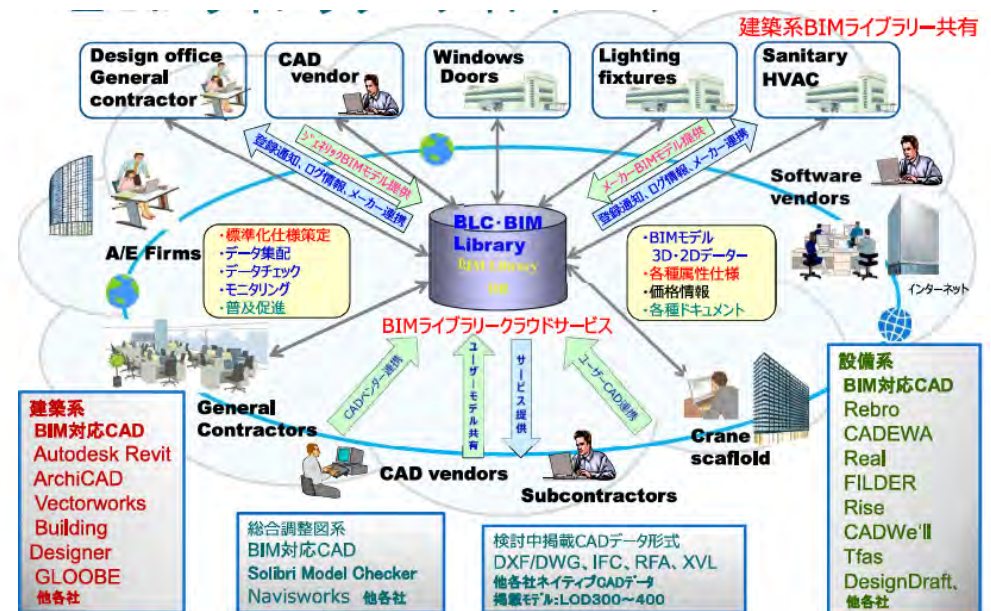 建築系BIMライブラリー共有
Design office
General
contractor
CAD
vendor
Windows
Doors
Lighting
fixtures
Sanitary
HVAC
ジェネリックBIMモデル提供
登録通知、ログ情報、メーカー連携
メーカーBIMモデル提供
登録通知、ログ情報、メーカー連携
Software
vendors
A/E Firms
BLC・BIM
Library
BIM Library
DB
・標準化仕様策定
・データ集配
・データチェック
・モニタリング
・普及促進
・BIMモデル
3D・2Dデーター
・各種属性仕様
・価格情報
・各種ドキュメント
インターネット
BIMライブラリークラウドサービス
CADベンダー連携
ユーザーモデル共有
サービス提供
ユーザーCAD連携
General
Contractors
CAD vendors
Subcontractors
Crane
scaflold
建築系
BIM対応CAD
Autodesk Revit
ArchiCAD
Vectorworks
Building
Designer
GLOOBE
他各社
総合調整図系
BIM対応CAD
Solibri Model Checker
Navisworks 他各社
検討中掲載CADデータ形式
DXF/DWG、IFC、RFA、XVL
他各社ネイティブCADデータ
掲載モデル:LOD300～400
設備系
BIM対応CAD
Rebro
CADEWA
Real
FILDER
Rise
CADWe'll
Tfas
DesignDraft、
他各社